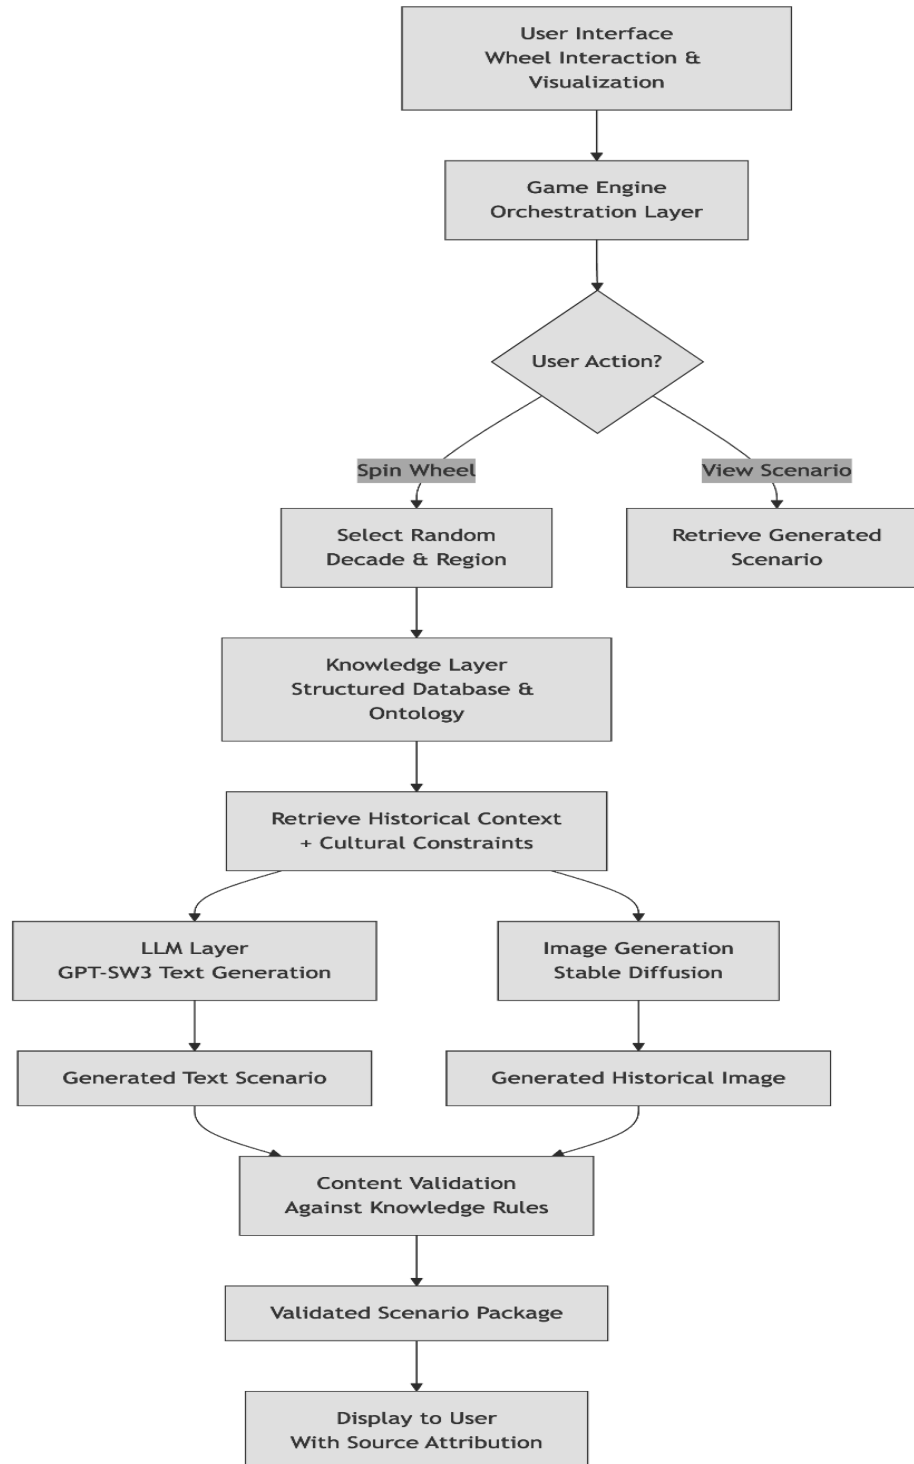 User Interface
Wheel Interaction &
Visualization
Game Engine
Orchestration Layer
User Action?
Spin Wheel
View Scenario
Select Random
Decade & Region
Retrieve Generated
Scenario
Knowledge Layer
Structured Database &
Ontology
Retrieve Historical Context
+ Cultural Constraints
LLM Layer
GPT-SW3 Text Generation
Image Generation
Stable Diffusion
Generated Text Scenario
Generated Historical Image
Content Validation
Against Knowledge Rules
Validated Scenario Package
Display to User
With Source Attribution